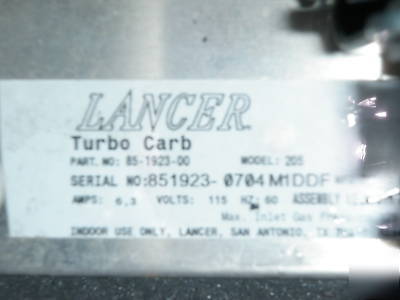 LANCER
Turbo Carb
PART. NO: 85-1923-00 MODEL: 205
SERIAL NO:851923- 0704 M1DDF
AMPS: 6,3 VOLTS: 115 HZ: 60 ASSEMBLY
Max. Inlet Gas
INDOOR USE ONLY, LANCER, SAN ANTONIO, TX